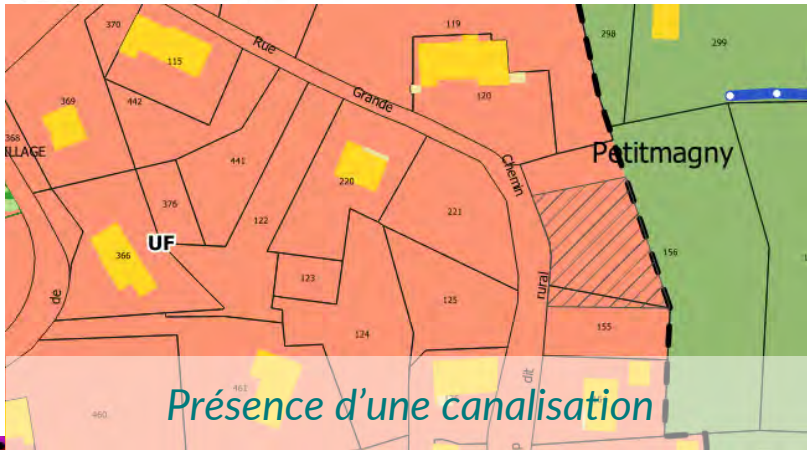 370
119
298
299
115
Rue
369
442
Grande
120
368
LLAGE
441
Chemin
Petitmagny
376
220
221
122
UF
366
156
123
rural
de
125
124
155
dit
461
460
Présence d'une canalisation